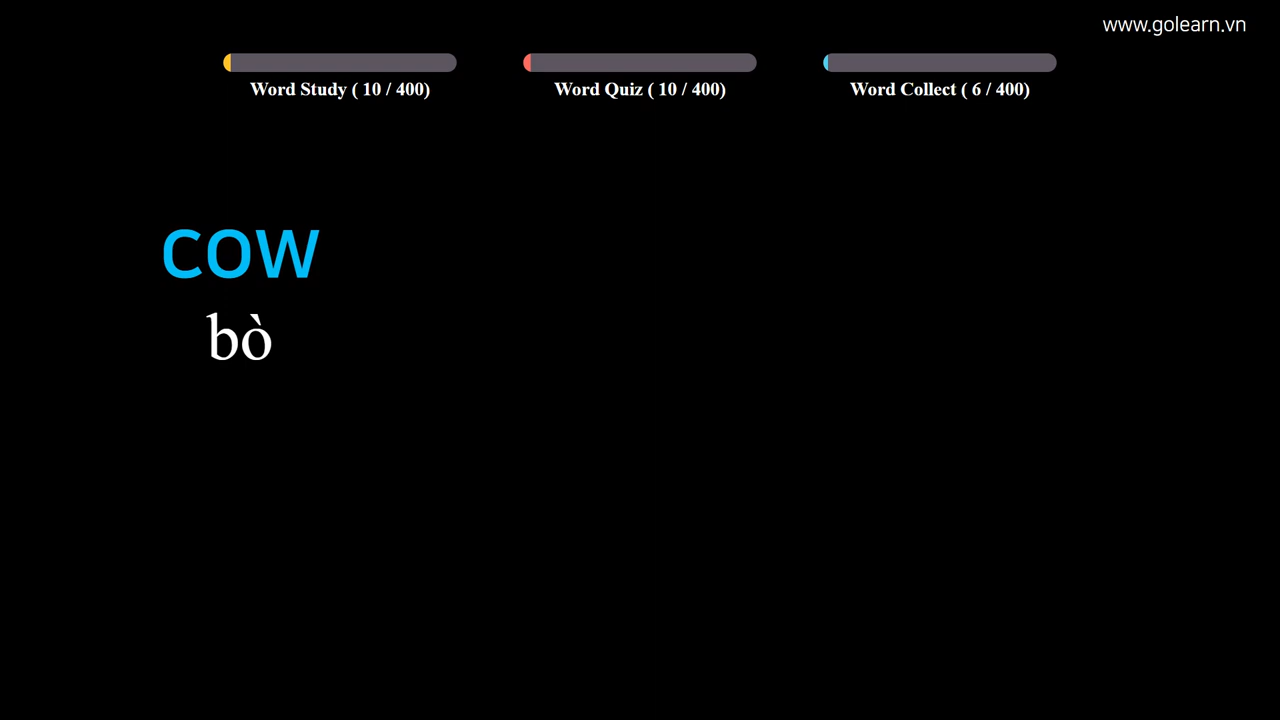 www.golearn.vn
Word Study ( 10 / 400)
Word Quiz ( 10 / 400)
Word Collect ( 6 / 400)
cow
bò